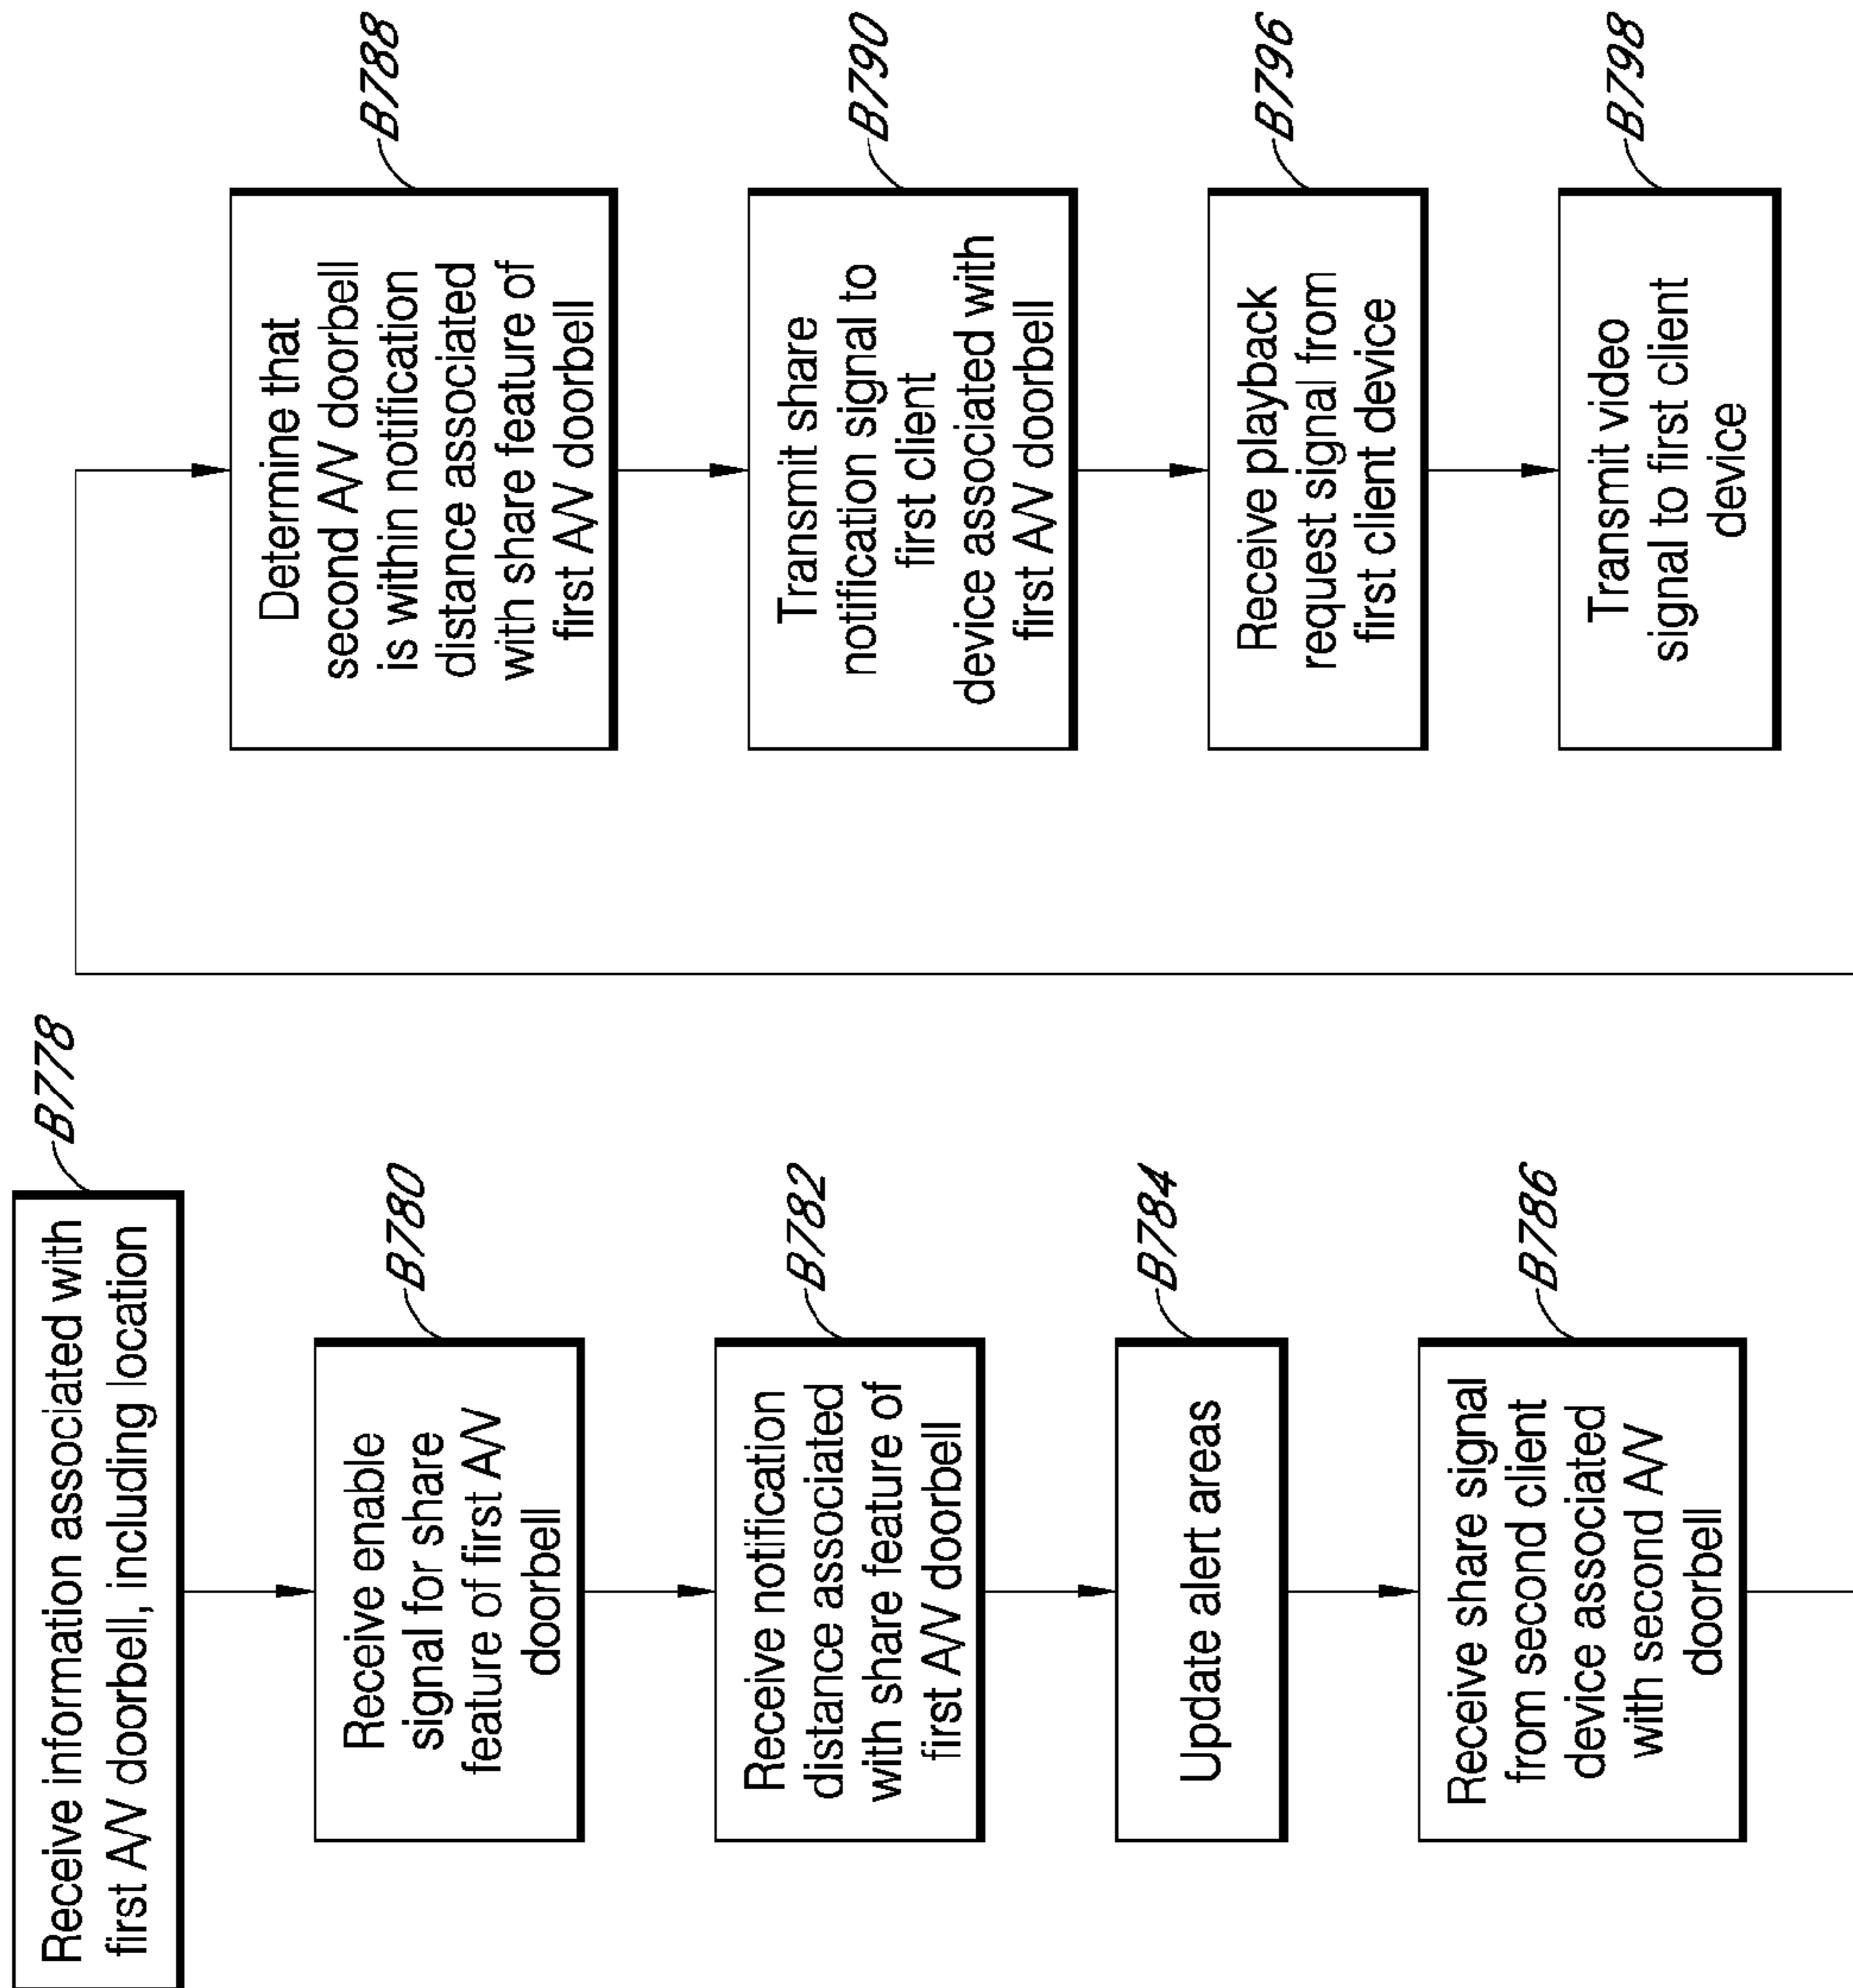 Receive information associated with
first A/V doorbell, including location
B778
Receive enable
signal for share
feature of first A/V
doorbell
B780
Receive notification
distance associated
with share feature of
first A/V doorbell
B782
Update alert areas
B784
Receive share signal
from second client
device associated
with second A/V
doorbell
B786
Determine that
second A/V doorbell
is within notification
distance associated
with share feature of
first A/V doorbell
B788
Transmit share
notification signal to
first client
device associated with
first A/V doorbell
B790
Receive playback
request signal from
first client device
B796
Transmit video
signal to first client
device
B798